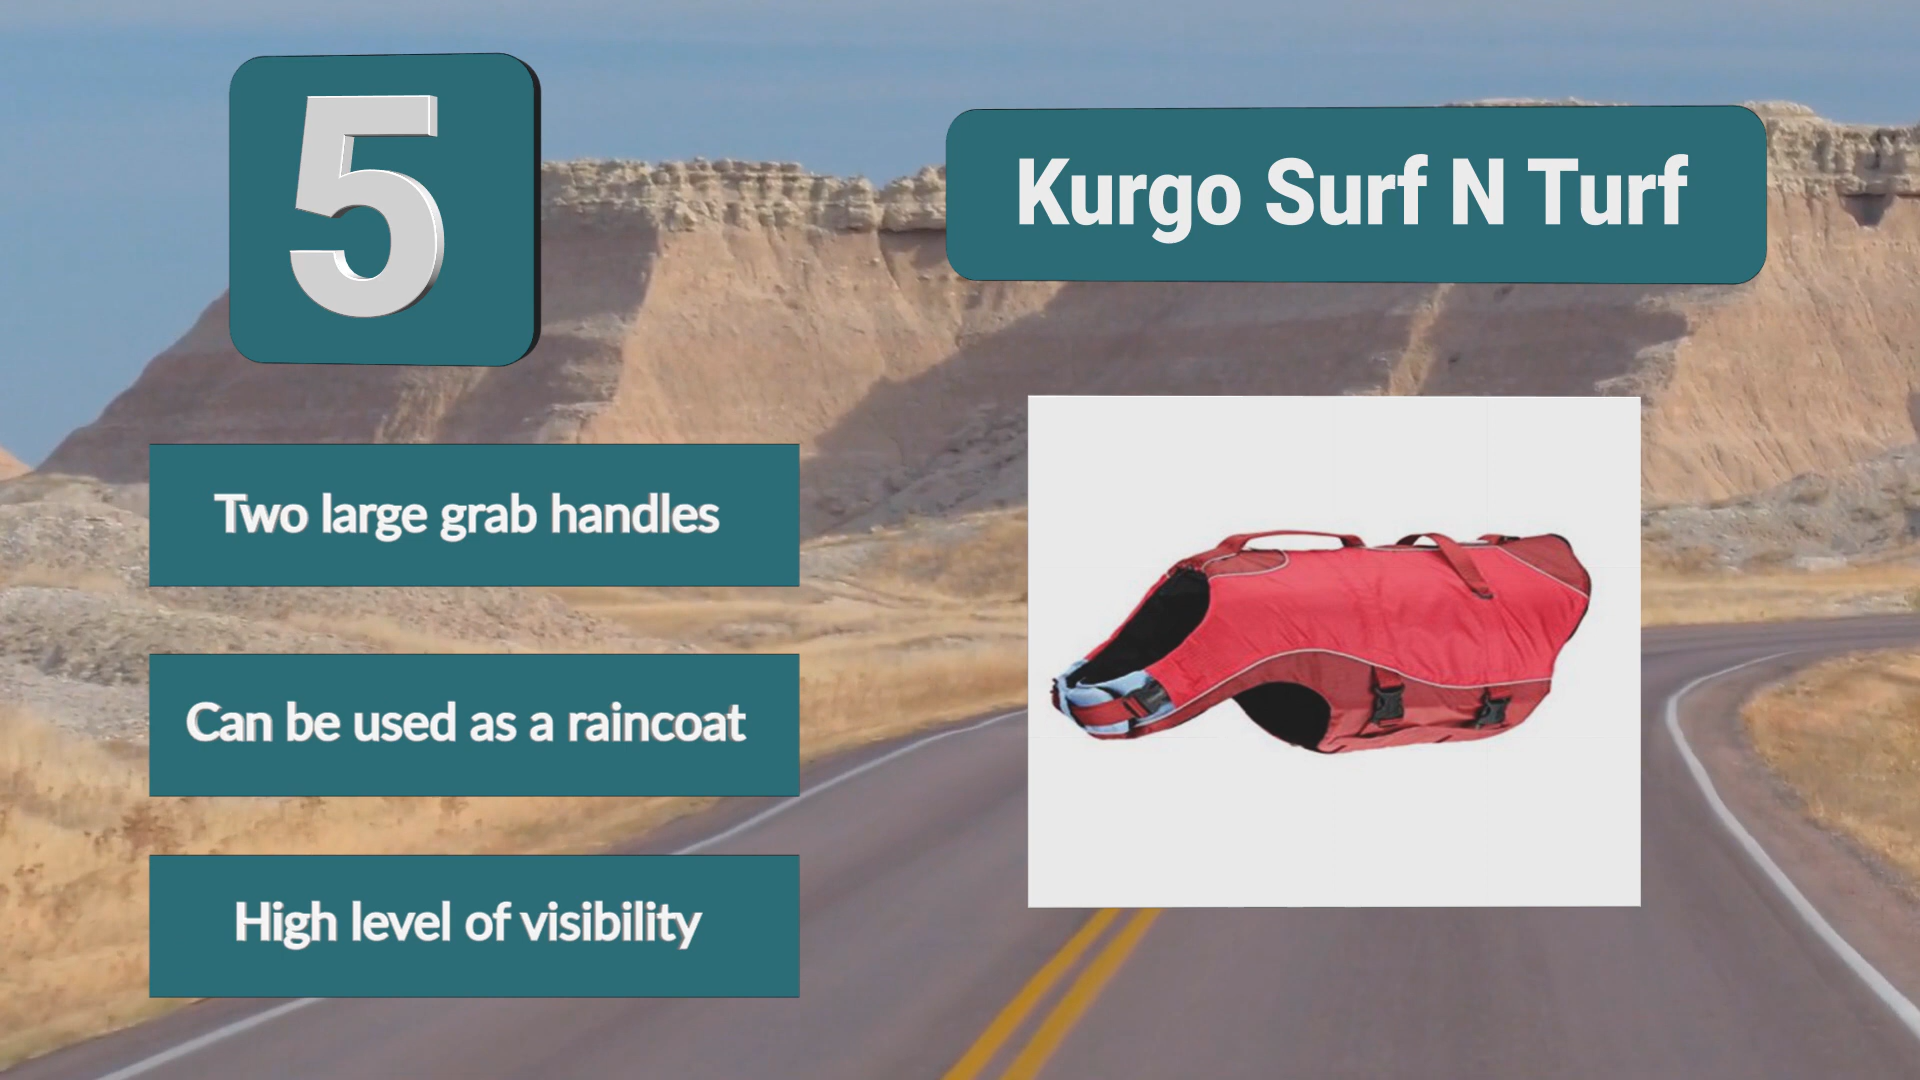 5
Kurgo Surf N Turf
Two large grab handles
Can be used as a raincoat
High level of visibility